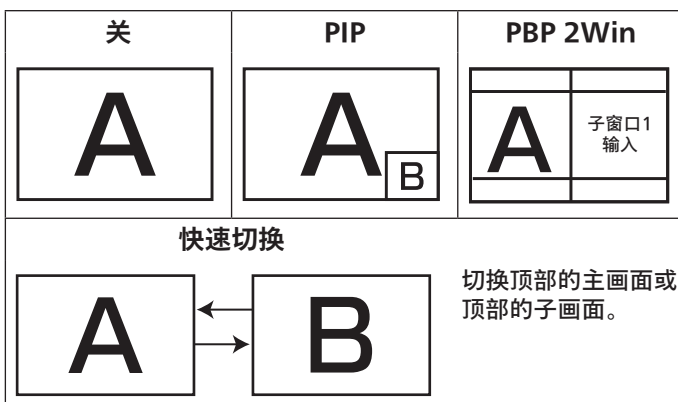 关 PIP PBP 2Win
A A B A 子窗口1
输入
快速切换
A B 切换顶部的主画面或
顶部的子画面。